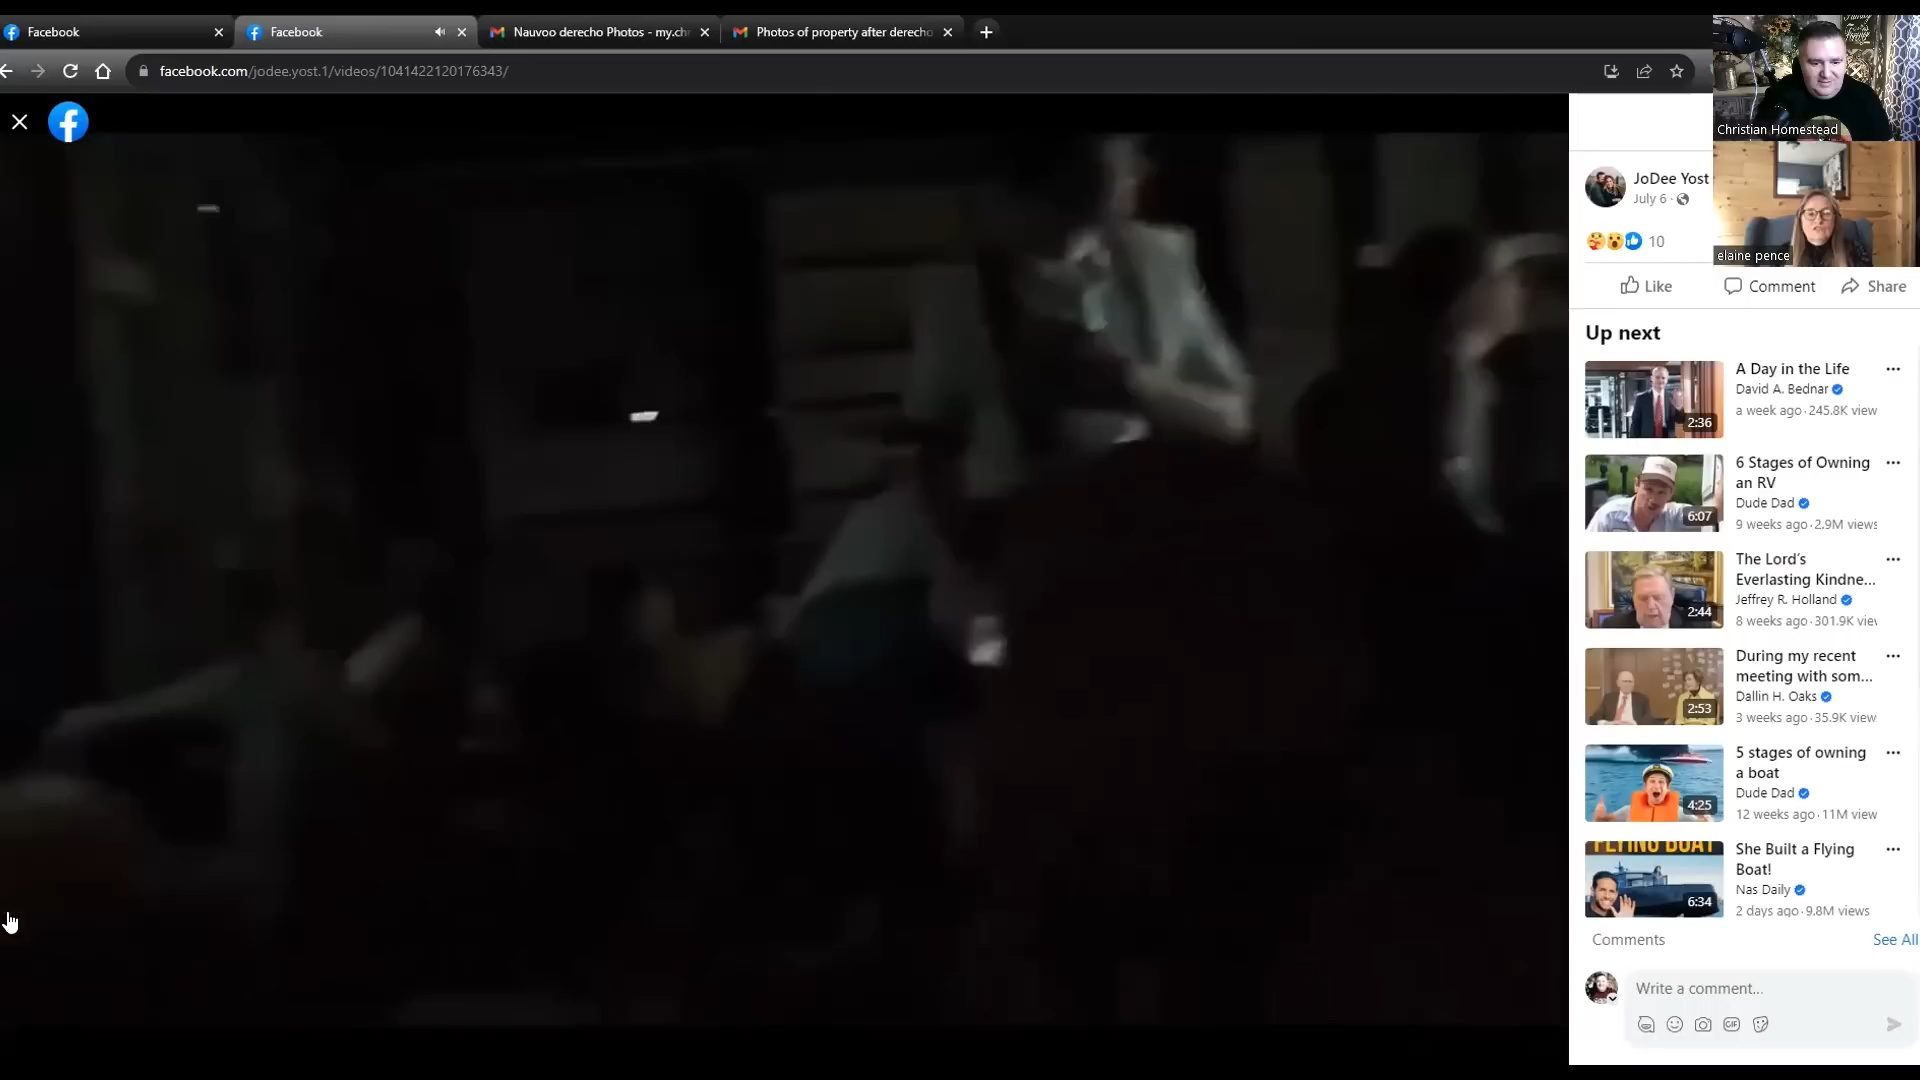 Facebook
Facebook
Nauvoo derecho Photos - my.ch
Photos of property after derecho
facebook.com/jodee.yost.1/videos/1041422120176343/
Christian Homestead
elaine pence
JoDee Yost
July 6 ·
10
Like
Comment
Share
Up next
A Day in the Life
David A. Bednar
a week ago · 245.8K view
2:36
6 Stages of Owning
an RV
Dude Dad
9 weeks ago · 2.9M views
6:07
The Lord's
Everlasting Kindne...
Jeffrey R. Holland
8 weeks ago · 301.9K view
2:44
During my recent
meeting with som...
Dallin H. Oaks
3 weeks ago · 35.9K view
2:53
5 stages of owning
a boat
Dude Dad
12 weeks ago · 11M view
4:25
FLYING BOAT
She Built a Flying
Boat!
Nas Daily
2 days ago · 9.8M views
6:34
Comments
See All
Write a comment...
GIF